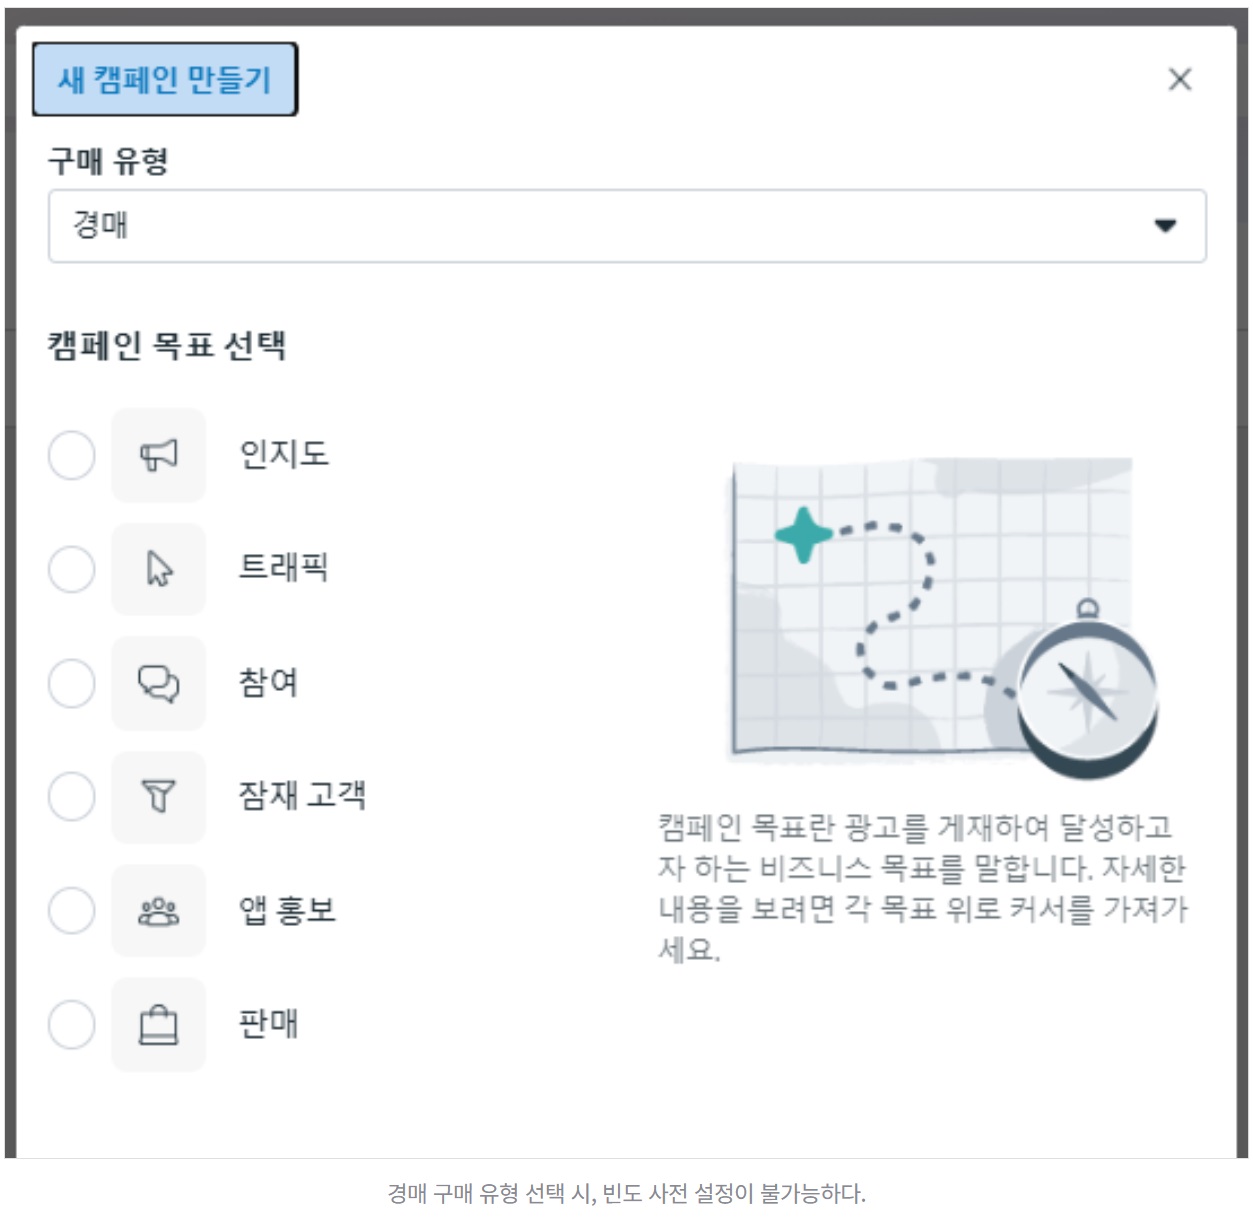 새 캠페인 만들기
구매 유형
경매
캠페인 목표 선택
인지도
트래픽
참여
잠재 고객
앱 홍보
판매
캠페인 목표란 광고를 게재하여 달성하고
자 하는 비즈니스 목표를 말합니다. 자세한
내용을 보려면 각 목표 위로 커서를 가져가
세요.
경매 구매 유형 선택 시, 빈도 사전 설정이 불가능하다.